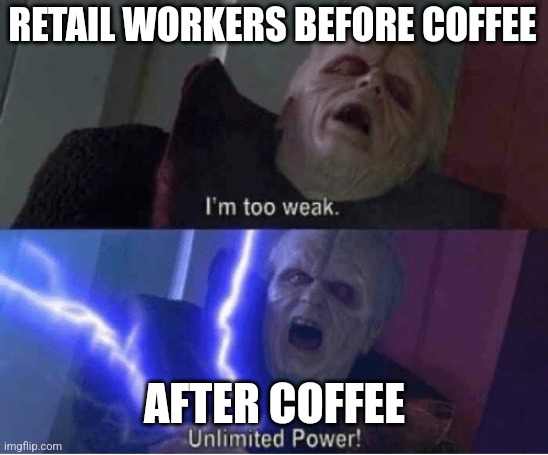 RETAIL WORKERS BEFORE COFFEE
I'm too weak.
AFTER COFFEE
Unlimited Power!
imgflip.com